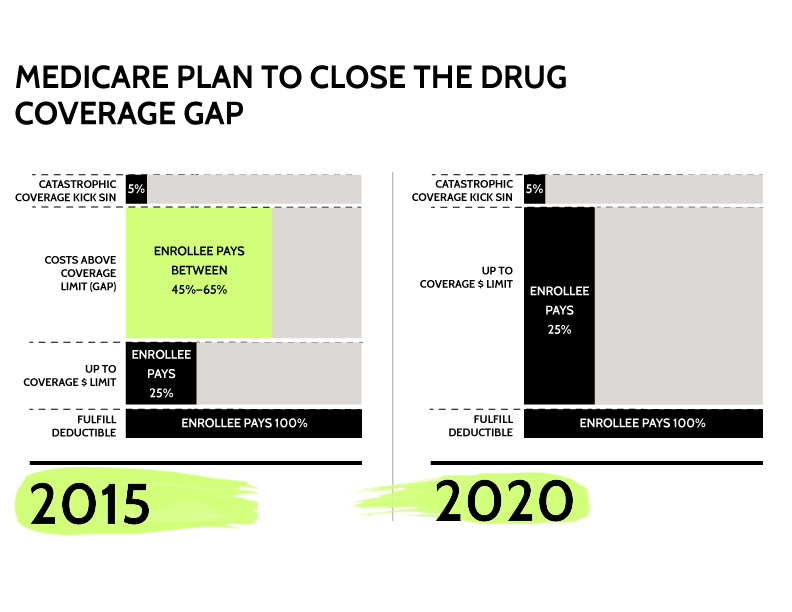 MEDICARE PLAN TO CLOSE THE DRUG
COVERAGE GAP
CATASTROPHIC
COVERAGE KICK SIN
5%
COSTS ABOVE
COVERAGE
LIMIT (GAP)
ENROLLEE PAYS
BETWEEN
45%–65%
UP TO
COVERAGE $ LIMIT
ENROLLEE
PAYS
25%
FULFILL
DEDUCTIBLE
ENROLLEE PAYS 100%
2015
CATASTROPHIC
COVERAGE KICK SIN
5%
UP TO
COVERAGE $ LIMIT
ENROLLEE
PAYS
25%
FULFILL
DEDUCTIBLE
ENROLLEE PAYS 100%
2020